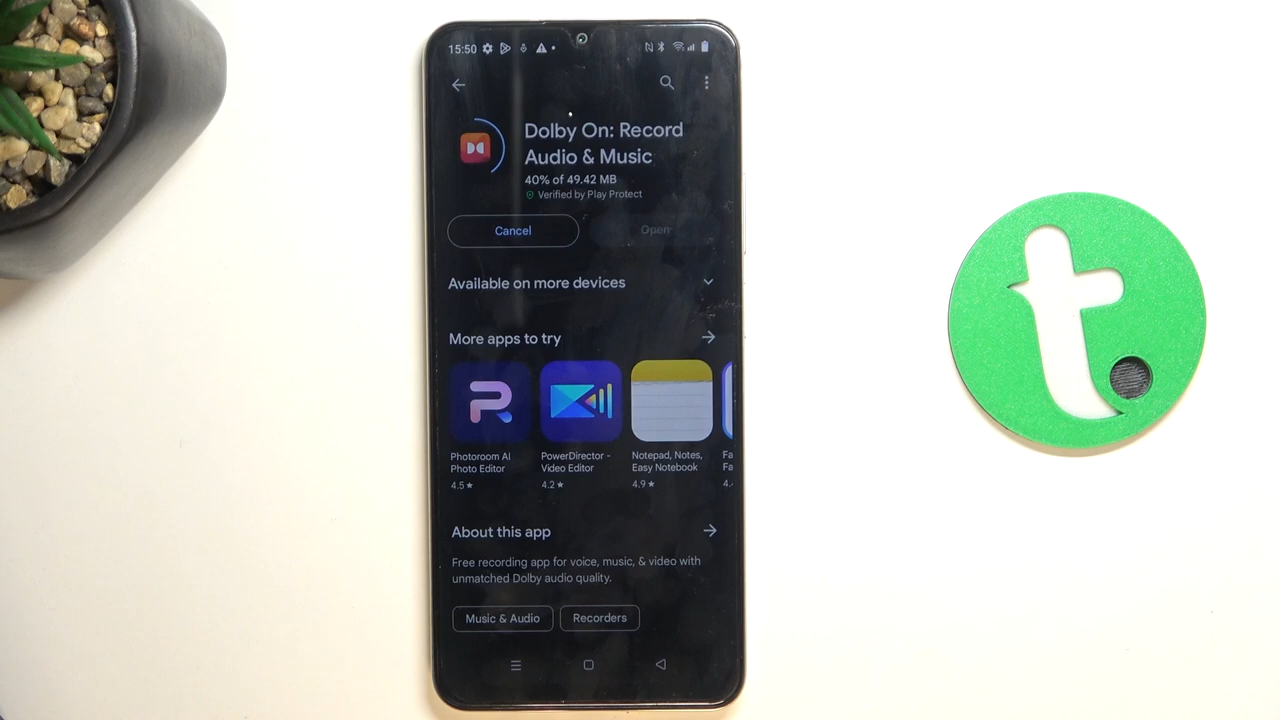 15:50
Dolby On: Record
Audio & Music
40% of 49.42 MB
Verified by Play Protect
Cancel
Open
Available on more devices
More apps to try
Photoroom AI
Photo Editor
4.5★
PowerDirector -
Video Editor
4.2★
Notepad, Notes,
Easy Notebook
4.9★
Fa
Fa
4.
About this app
Free recording app for voice, music, & video with
unmatched Dolby audio quality.
Music & Audio
Recorders
t